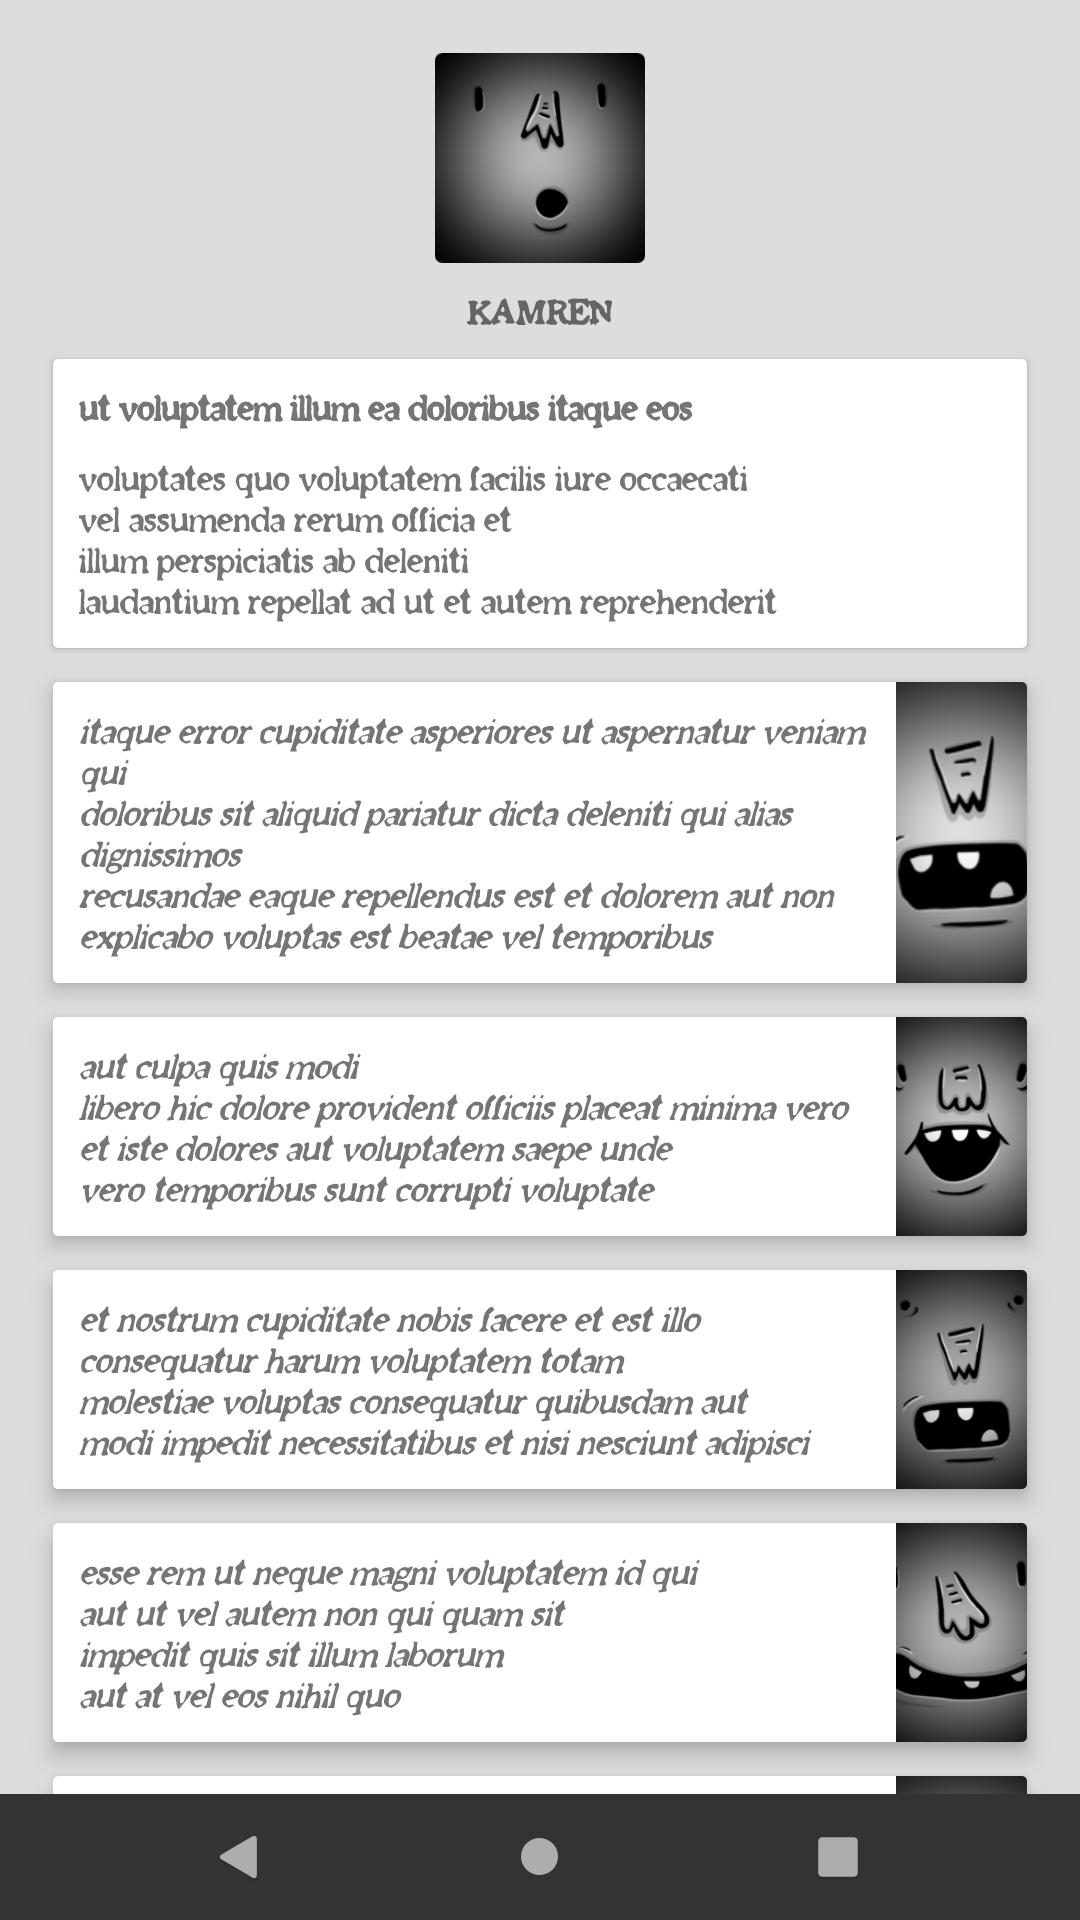 KAMREN
ut voluptatem illum ea doloribus itaque eos
voluptates quo voluptatem facilis iure occaecati
vel assumenda rerum officia et
illum perspiciatis ab deleniti
laudantium repellat ad ut et autem reprehenderit
itaque error cupiditate asperiores ut aspernatur veniam
qui
doloribus sit aliquid pariatur dicta deleniti qui alias
dignissimos
recusandae eaque repellendus est et dolorem aut non
explicabo voluptas est beatae vel temporibus
aut culpa quis modi
libero hic dolore provident officiis placeat minima vero
et iste dolores aut voluptatem saepe unde
vero temporibus sunt corrupti voluptate
et nostrum cupiditate nobis facere et est illo
consequatur harum voluptatem totam
molestiae voluptas consequatur quibusdam aut
modi impedit necessitatibus et nisi nesciunt adipisci
esse rem ut neque magni voluptatem id qui
aut ut vel autem non qui quam sit
impedit quis sit illum laborum
aut at vel eos nihil quo